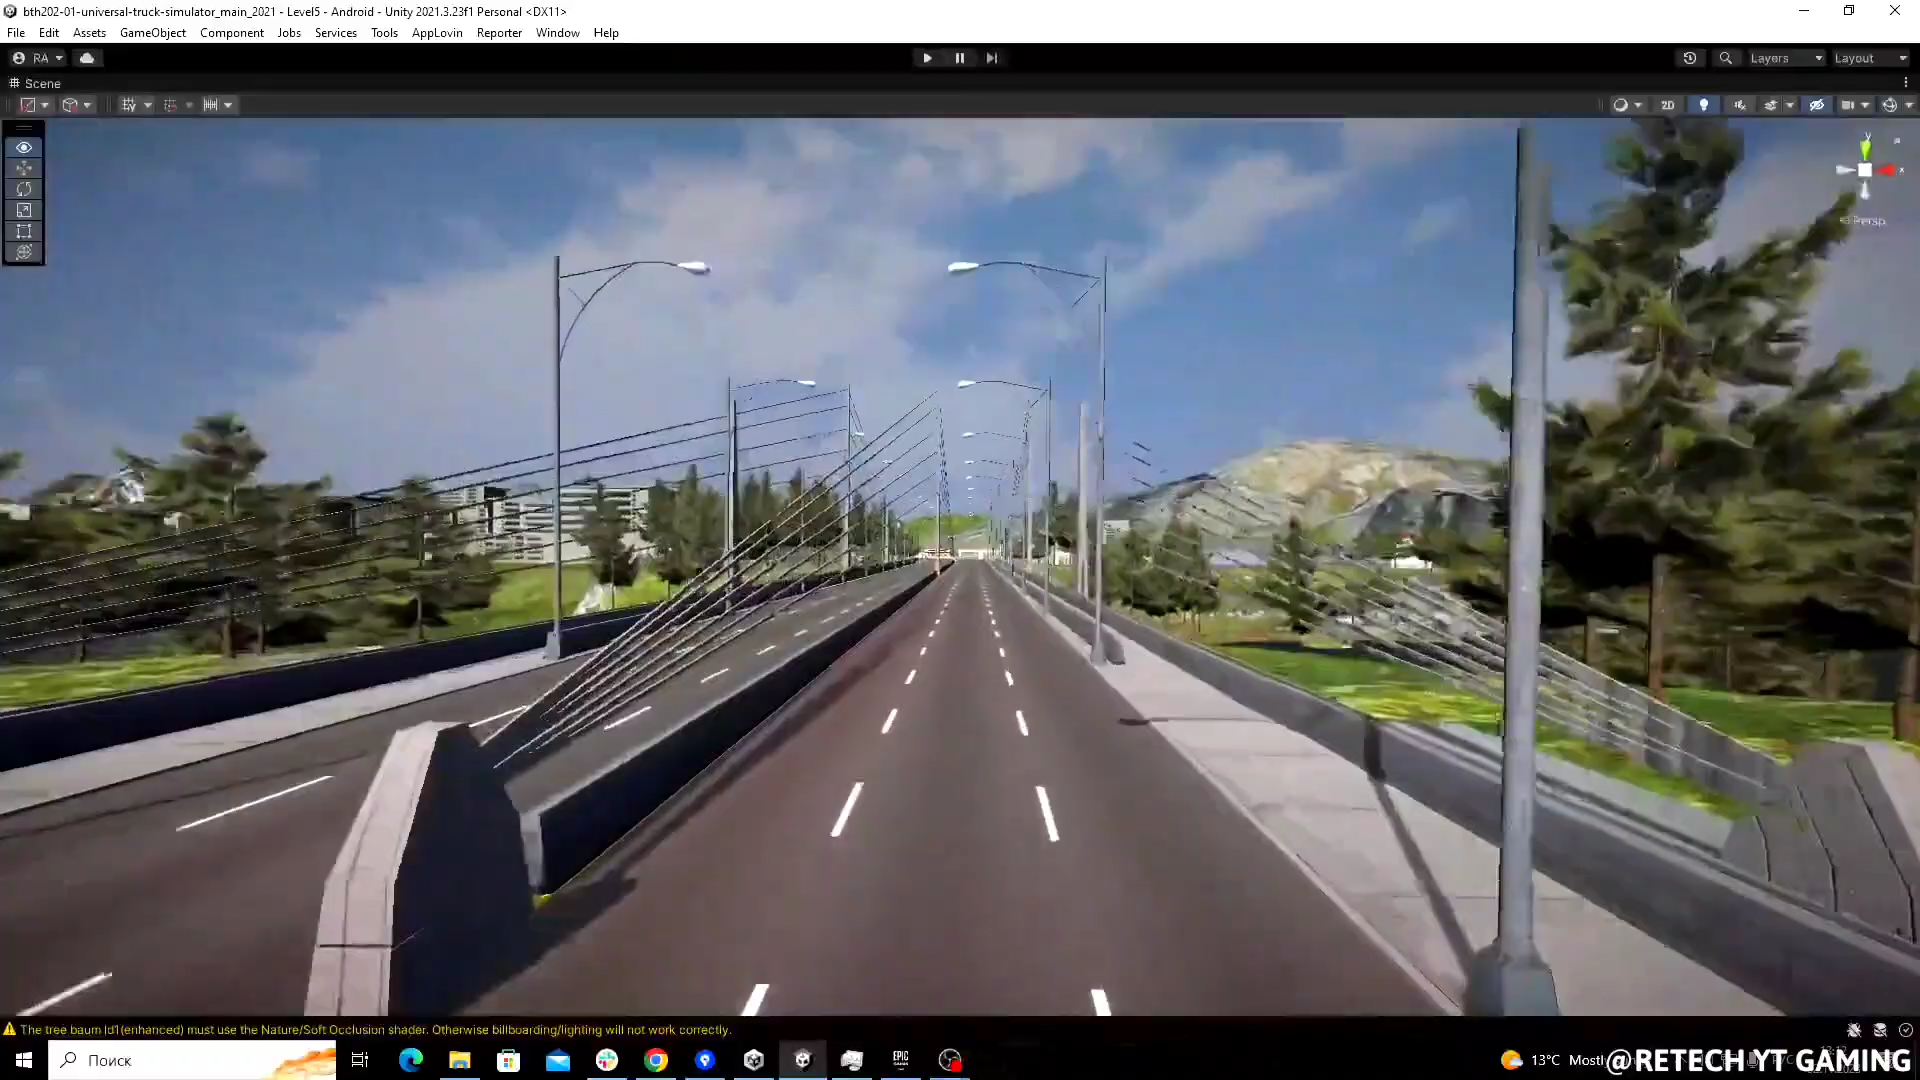 bth202-01-universal-truck-simulator_main_2021 - Level5 - Android - Unity 2021.3.23f1 Personal <DX11>
File Edit Assets GameObject Component Jobs Services Tools AppLovin Reporter Window Help
RA Layers Layout
Scene
2D
y
x
Persp
The tree baum ld1(enhanced) must use the Nature/Soft Occlusion shader. Otherwise billboarding/lighting will not work correctly.
Поиск
EPIC
13°C Mostly
@RETECH YT GAMING